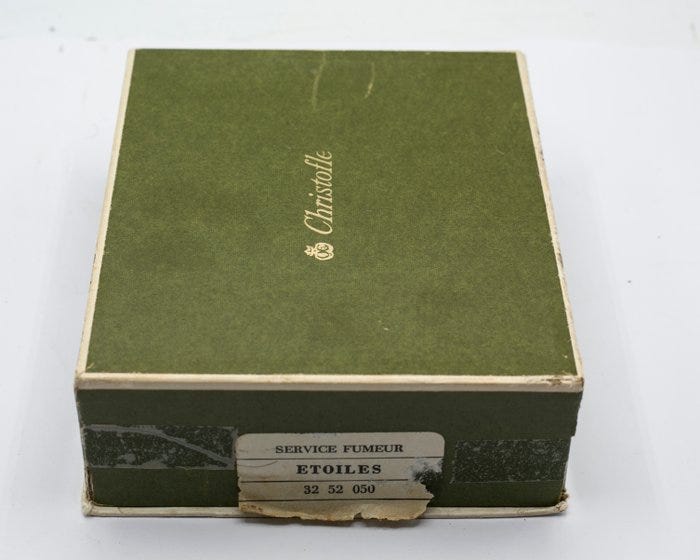 Christofle
SERVICE FUMEUR
ETOILES
32 52 050